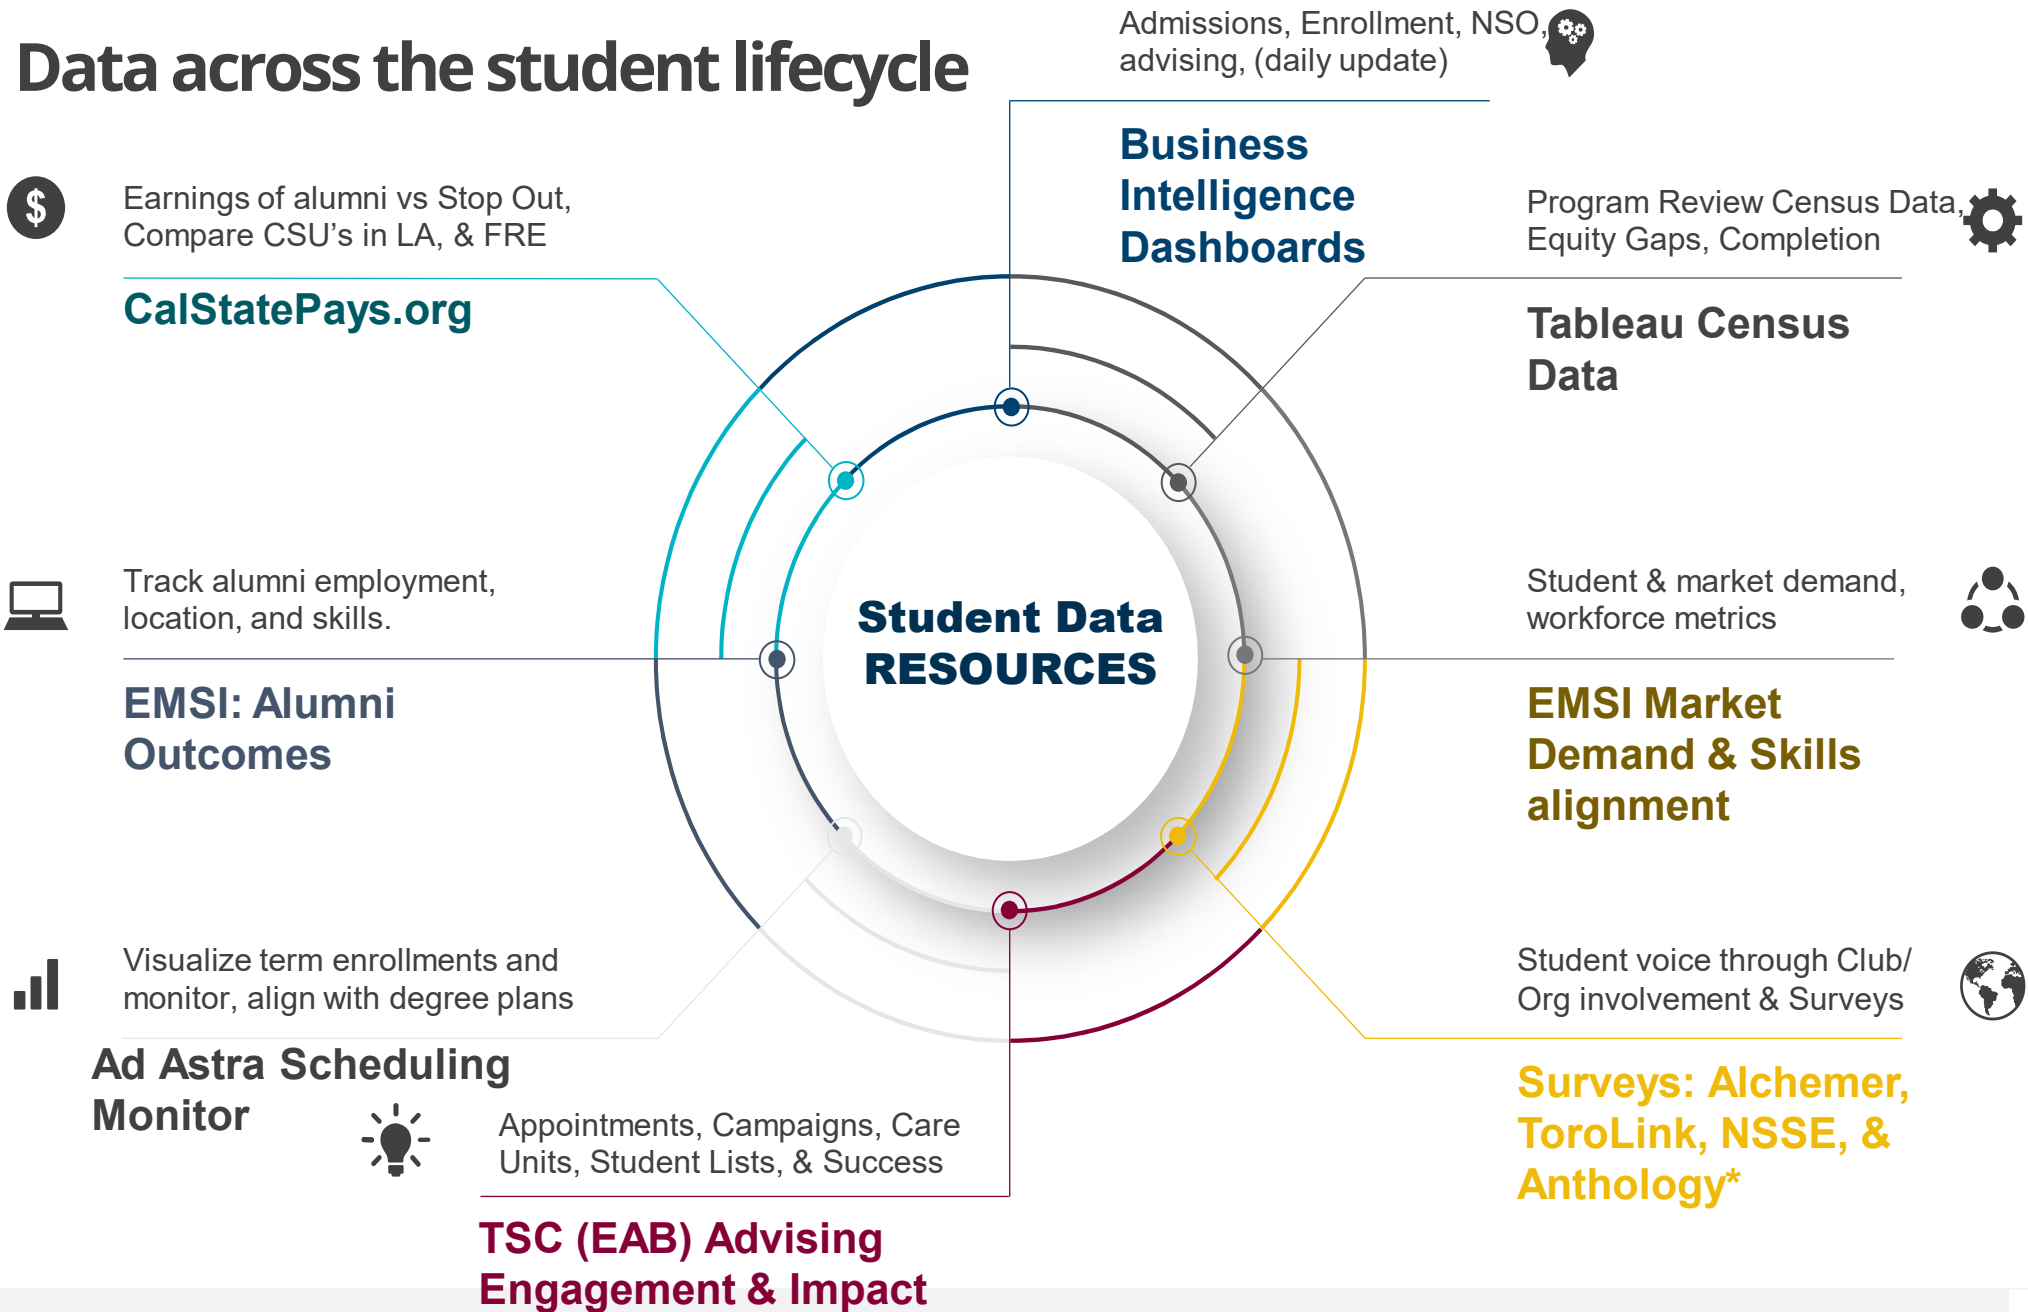 Data across the student lifecycle
Admissions, Enrollment, NSO,
advising, (daily update)
Business
Intelligence
Dashboards
Program Review Census Data,
Equity Gaps, Completion
Tableau Census
Data
Student & market demand,
workforce metrics
EMSI Market
Demand & Skills
alignment
Student voice through Club/
Org involvement & Surveys
Surveys: Alchemer,
ToroLink, NSSE, &
Anthology*
Appointments, Campaigns, Care
Units, Student Lists, & Success
TSC (EAB) Advising
Engagement & Impact
Visualize term enrollments and
monitor, align with degree plans
Ad Astra Scheduling
Monitor
Track alumni employment,
location, and skills.
EMSI: Alumni
Outcomes
$
Earnings of alumni vs Stop Out,
Compare CSU's in LA, & FRE
CalStatePays.org
Student Data
RESOURCES